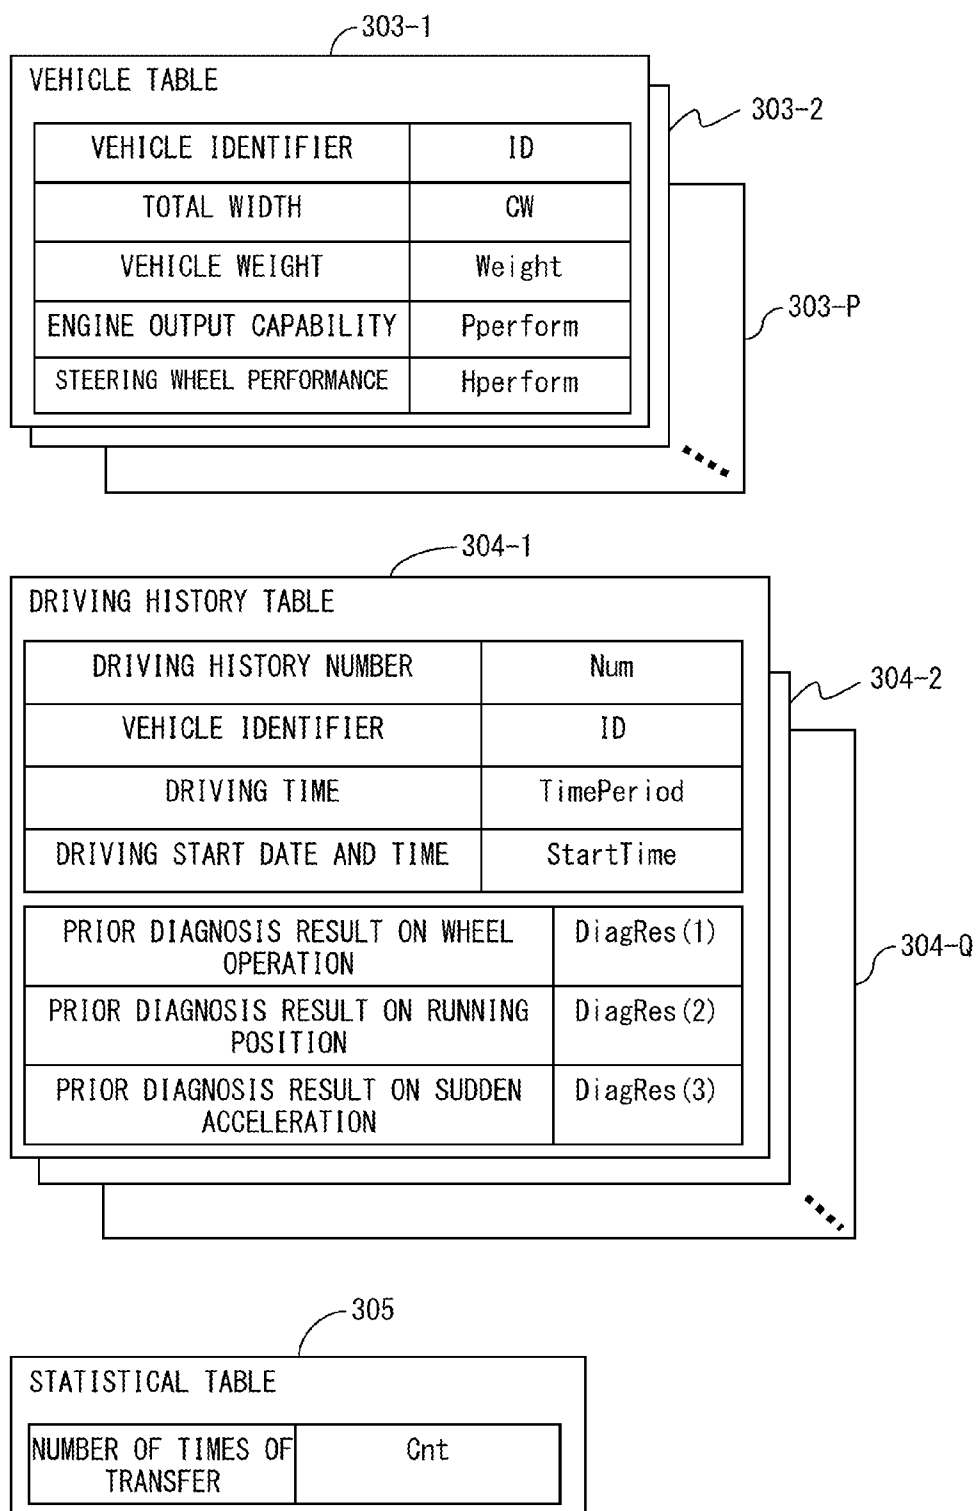 303-1
VEHICLE TABLE
303-2
VEHICLE IDENTIFIER ID
TOTAL WIDTH CW
VEHICLE WEIGHT Weight
303-P
ENGINE OUTPUT CAPABILITY Pperform
STEERING WHEEL PERFORMANCE Hperform
304-1
DRIVING HISTORY TABLE
DRIVING HISTORY NUMBER Num
304-2
VEHICLE IDENTIFIER ID
DRIVING TIME TimePeriod
DRIVING START DATE AND TIME StartTime
PRIOR DIAGNOSIS RESULT ON WHEEL DiagRes(1)
OPERATION
304-Q
PRIOR DIAGNOSIS RESULT ON RUNNING DiagRes(2)
POSITION
PRIOR DIAGNOSIS RESULT ON SUDDEN DiagRes(3)
ACCELERATION
305
STATISTICAL TABLE
NUMBER OF TIMES OF Cnt
TRANSFER